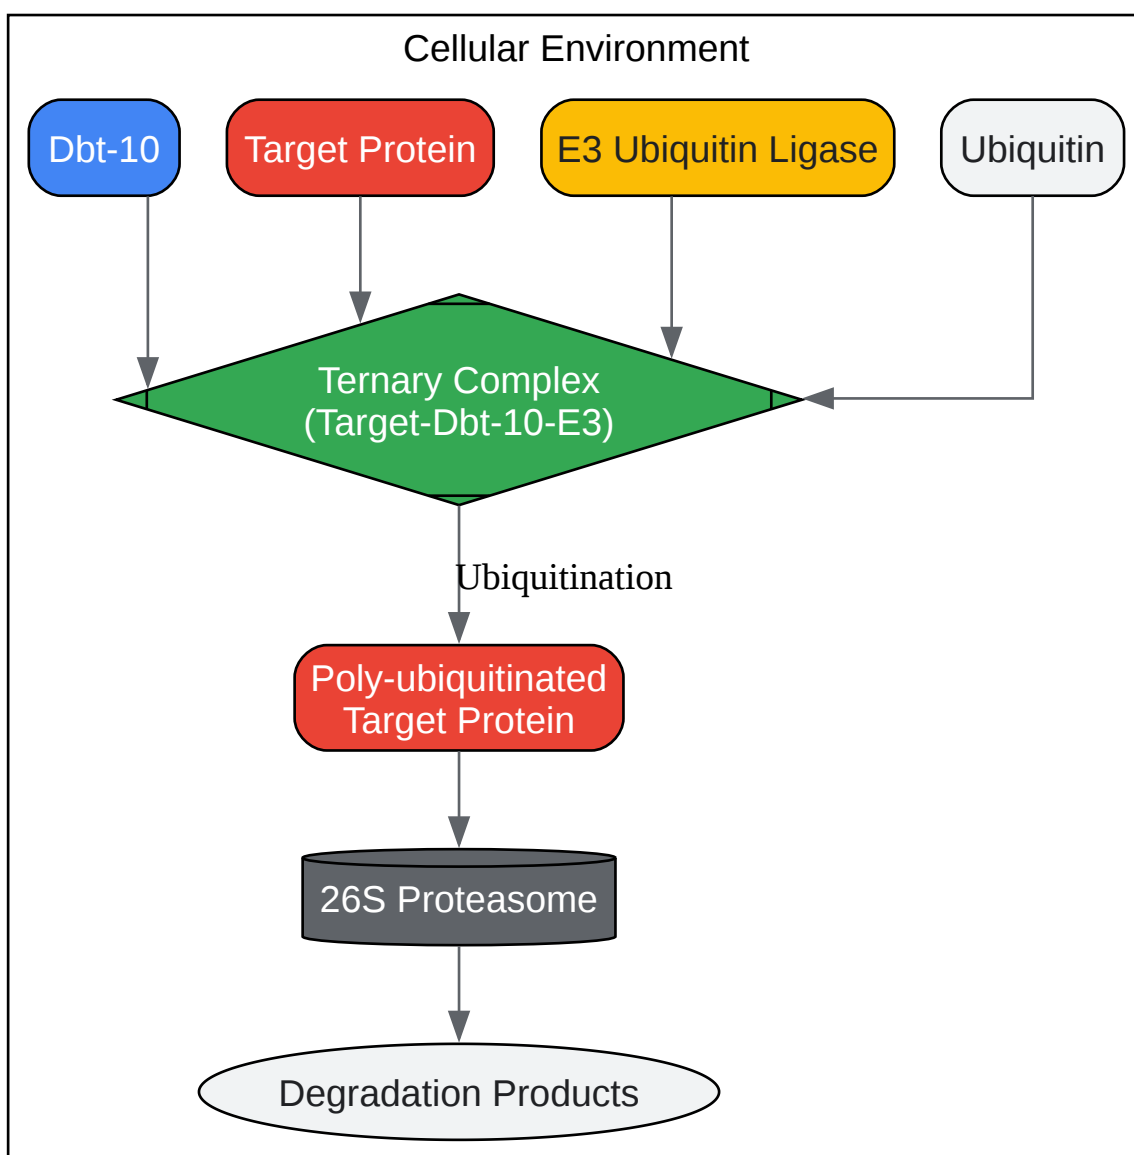 Cellular Environment
Dbt-10
Target Protein
E3 Ubiquitin Ligase
Ubiquitin
Ternary Complex
(Target-Dbt-10-E3)
Ubiquitination
Poly-ubiquitinated
Target Protein
26S Proteasome
Degradation Products